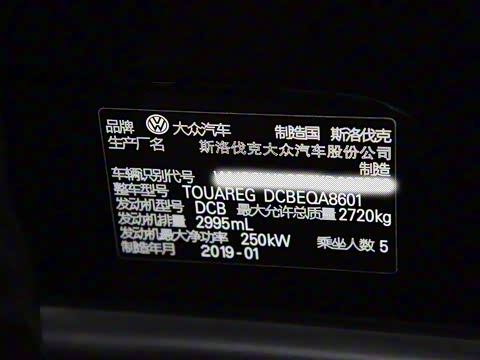 品牌 大众汽车 制造国 斯洛伐克
生产厂名 斯洛伐克大众汽车股份公司
制造
车辆识别代号
整车型号 TOUAREG DCBEQA8601
发动机型号 DCB 最大允许总质量 2720kg
发动机排量 2995mL
发动机最大净功率 250kW 乘坐人数 5
制造年月 2019-01